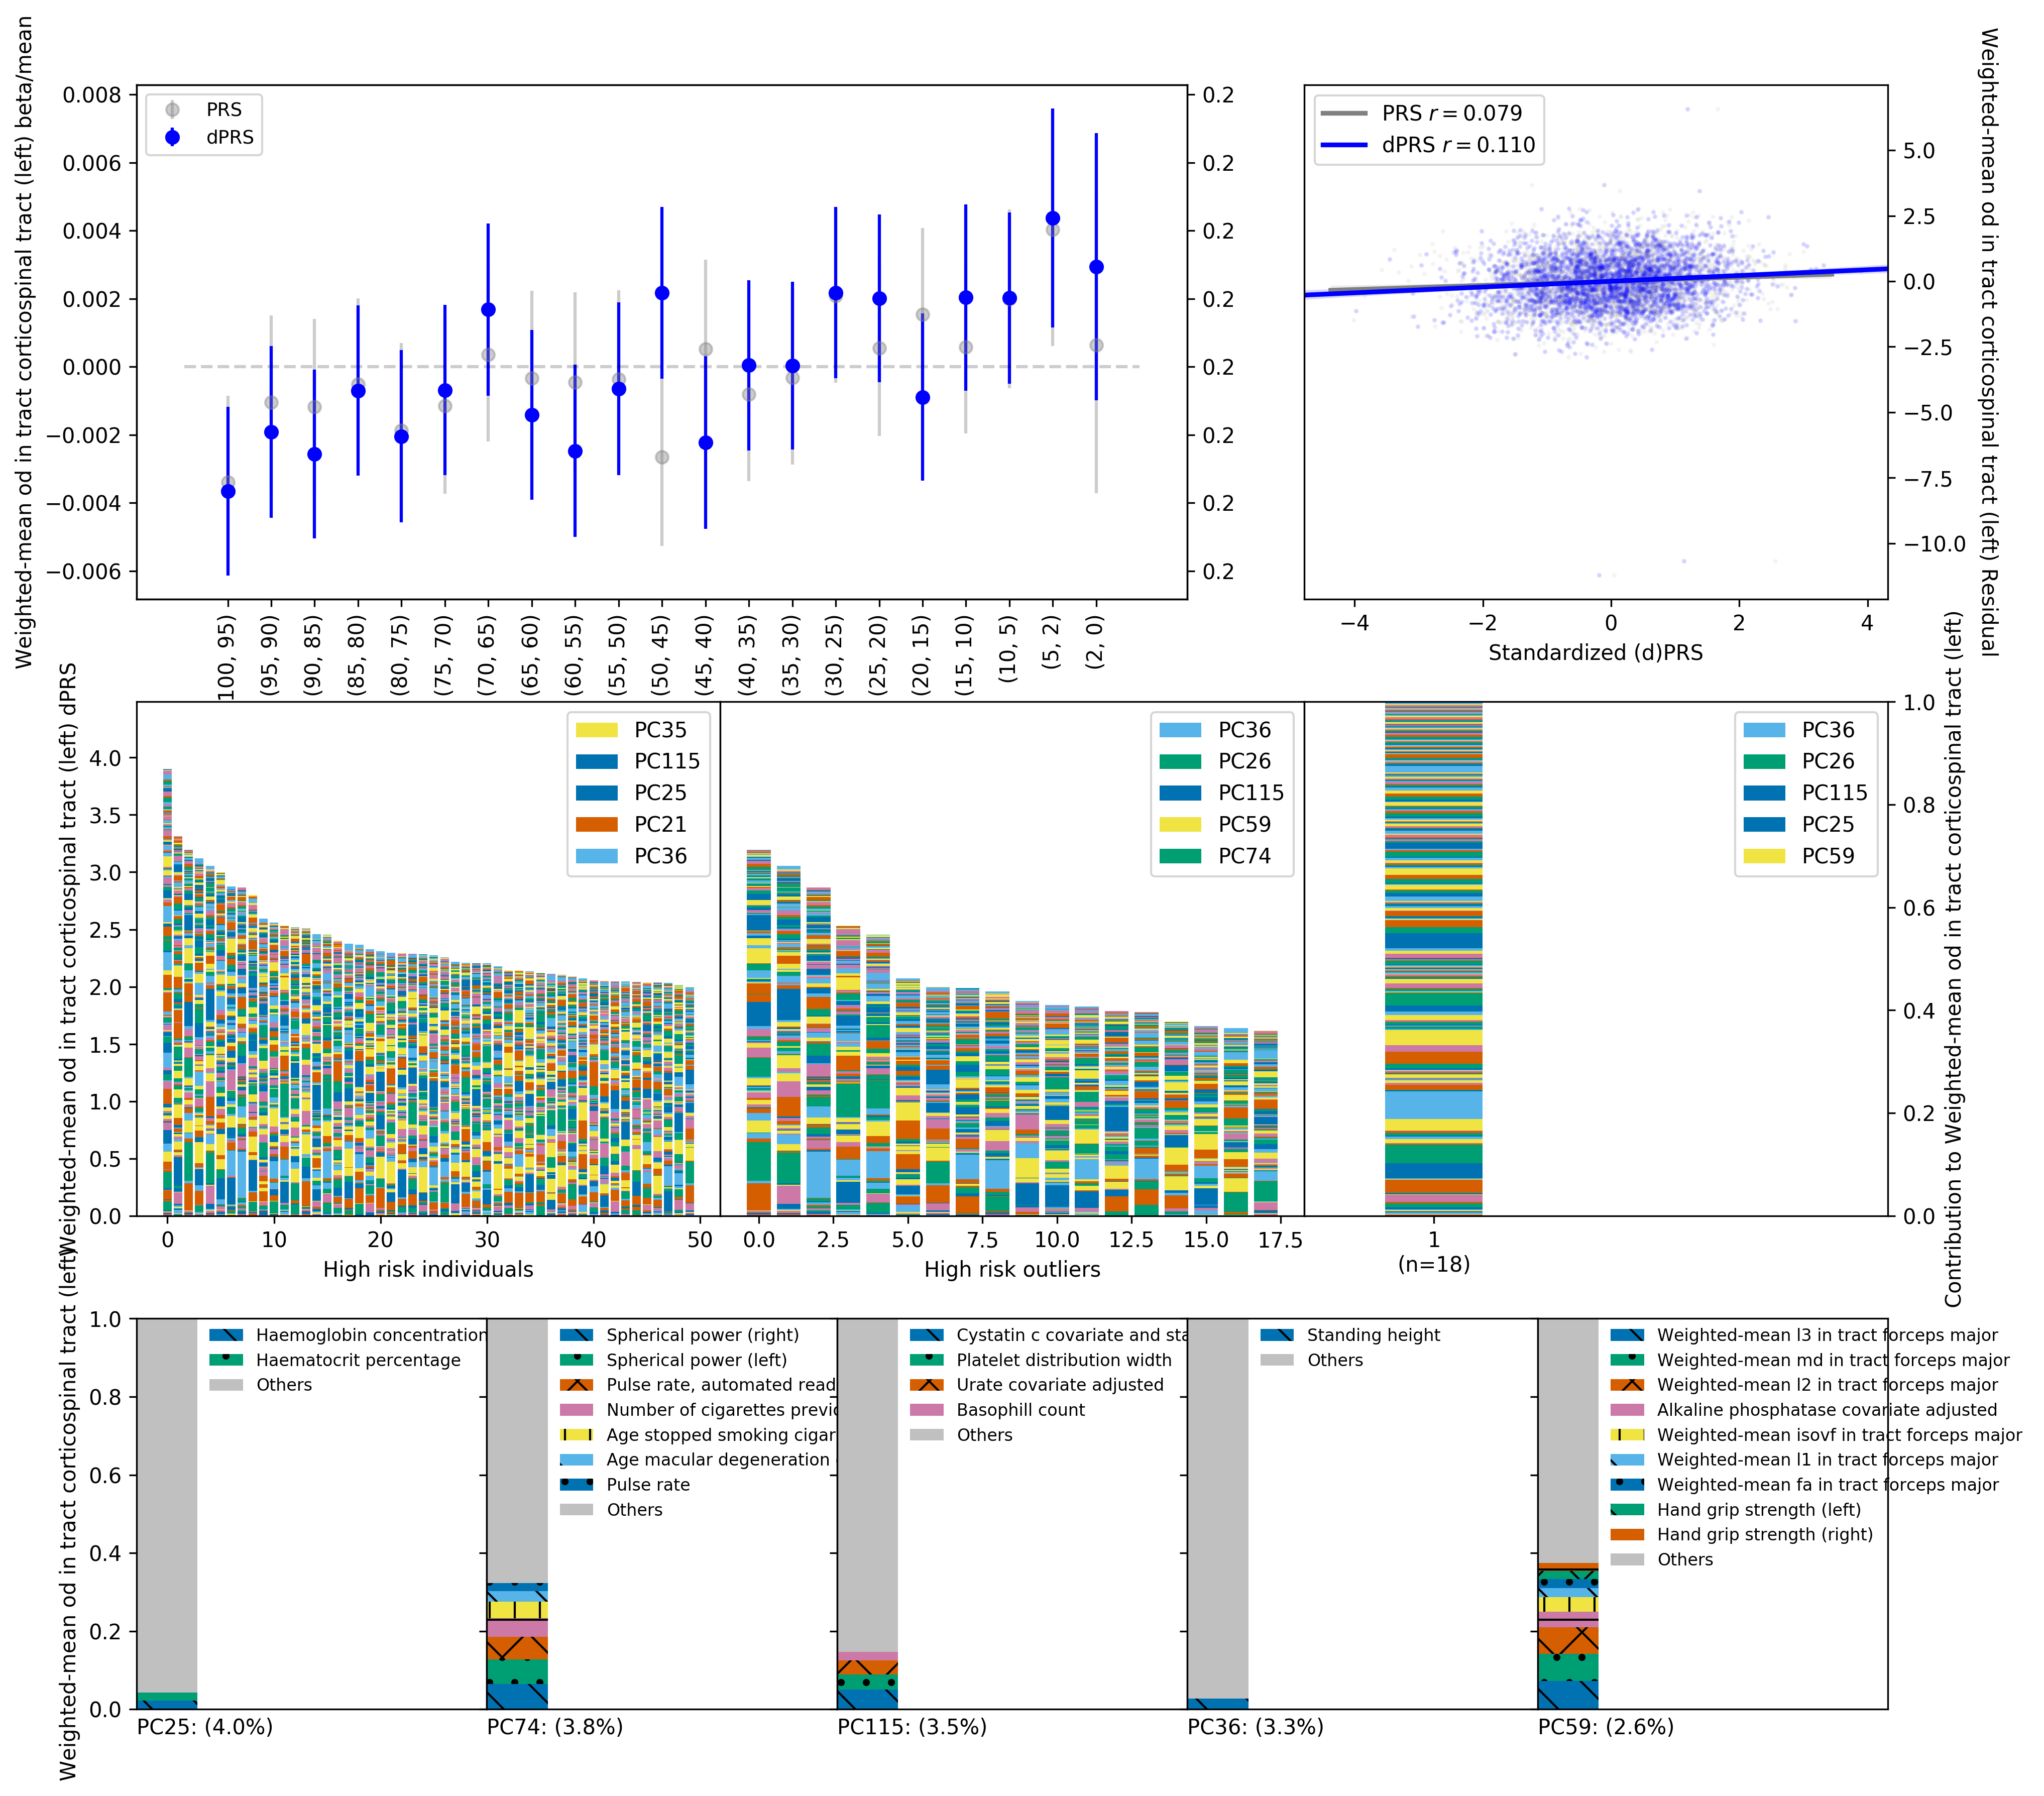 Weighted-mean od in tract corticospinal tract (left) beta/mean
0.008
0.006
0.004
0.002
0.000
−0.002
−0.004
−0.006
PRS
dPRS
0.2
0.2
0.2
0.2
0.2
0.2
0.2
0.2
100, 95)
(95, 90)
(90, 85)
(85, 80)
(80, 75)
(75, 70)
(70, 65)
(65, 60)
(60, 55)
(55, 50)
(50, 45)
(45, 40)
(40, 35)
(35, 30)
(30, 25)
(25, 20)
(20, 15)
(15, 10)
(10, 5)
(5, 2)
(2, 0)
PRS r = 0.079
dPRS r = 0.110
5.0
2.5
0.0
−2.5
−5.0
−7.5
−10.0
Weighted-mean od in tract corticospinal tract (left) Residual
−4
−2
0
2
4
Standardized (d)PRS
Weighted-mean od in tract corticospinal tract (left) dPRS
4.0
3.5
3.0
2.5
2.0
1.5
1.0
0.5
0.0
PC35
PC115
PC25
PC21
PC36
0
10
20
30
40
50
High risk individuals
PC36
PC26
PC115
PC59
PC74
0.0
2.5
5.0
7.5
10.0
12.5
15.0
17.5
High risk outliers
PC36
PC26
PC115
PC25
PC59
1
(n=18)
1.0
0.8
0.6
0.4
0.2
0.0
Contribution to Weighted-mean od in tract corticospinal tract (left)
Weighted-mean od in tract corticospinal tract (left)
1.0
0.8
0.6
0.4
0.2
0.0
Haemoglobin concentration
Haematocrit percentage
Others
PC25: (4.0%)
Spherical power (right)
Spherical power (left)
Pulse rate, automated read
Number of cigarettes previo
Age stopped smoking cigar
Age macular degeneration
Pulse rate
Others
PC74: (3.8%)
Cystatin c covariate and sta
Platelet distribution width
Urate covariate adjusted
Basophill count
Others
PC115: (3.5%)
Standing height
Others
PC36: (3.3%)
Weighted-mean l3 in tract forceps major
Weighted-mean md in tract forceps major
Weighted-mean l2 in tract forceps major
Alkaline phosphatase covariate adjusted
Weighted-mean isovf in tract forceps major
Weighted-mean l1 in tract forceps major
Weighted-mean fa in tract forceps major
Hand grip strength (left)
Hand grip strength (right)
Others
PC59: (2.6%)